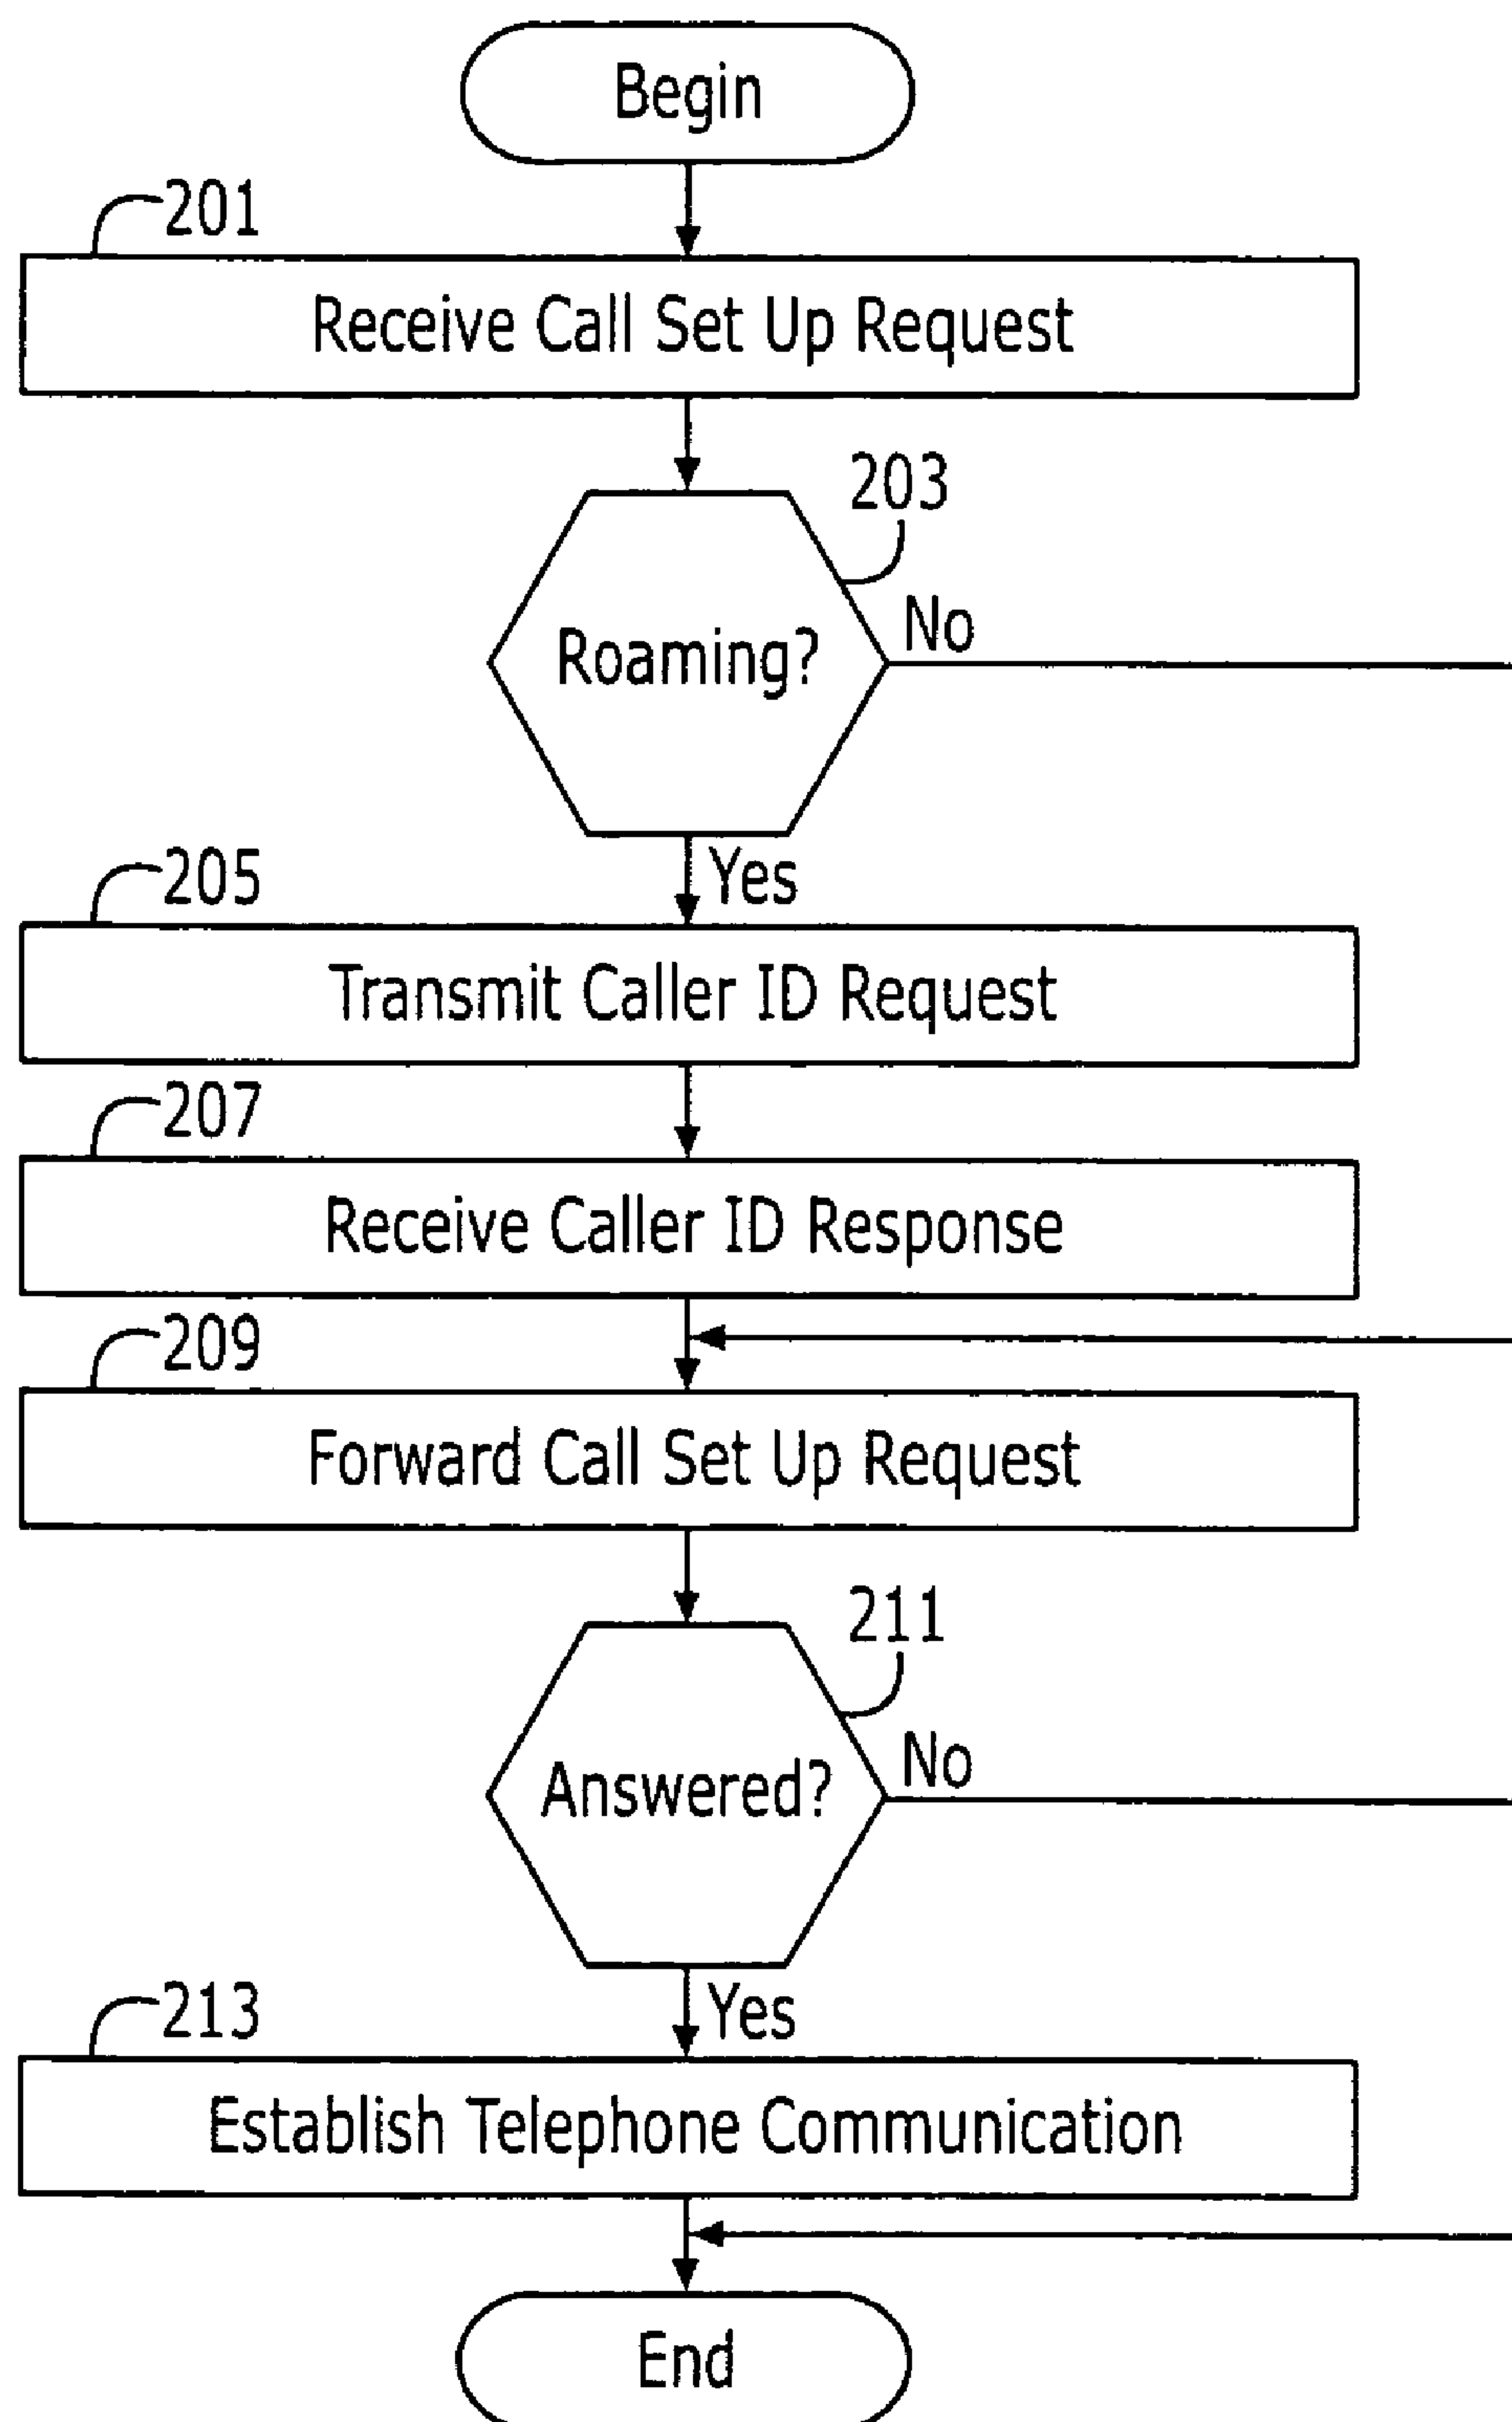 Begin
201
Receive Call Set Up Request
203
Roaming?
No
Yes
205
Transmit Caller ID Request
207
Receive Caller ID Response
209
Forward Call Set Up Request
211
Answered?
No
Yes
213
Establish Telephone Communication
End